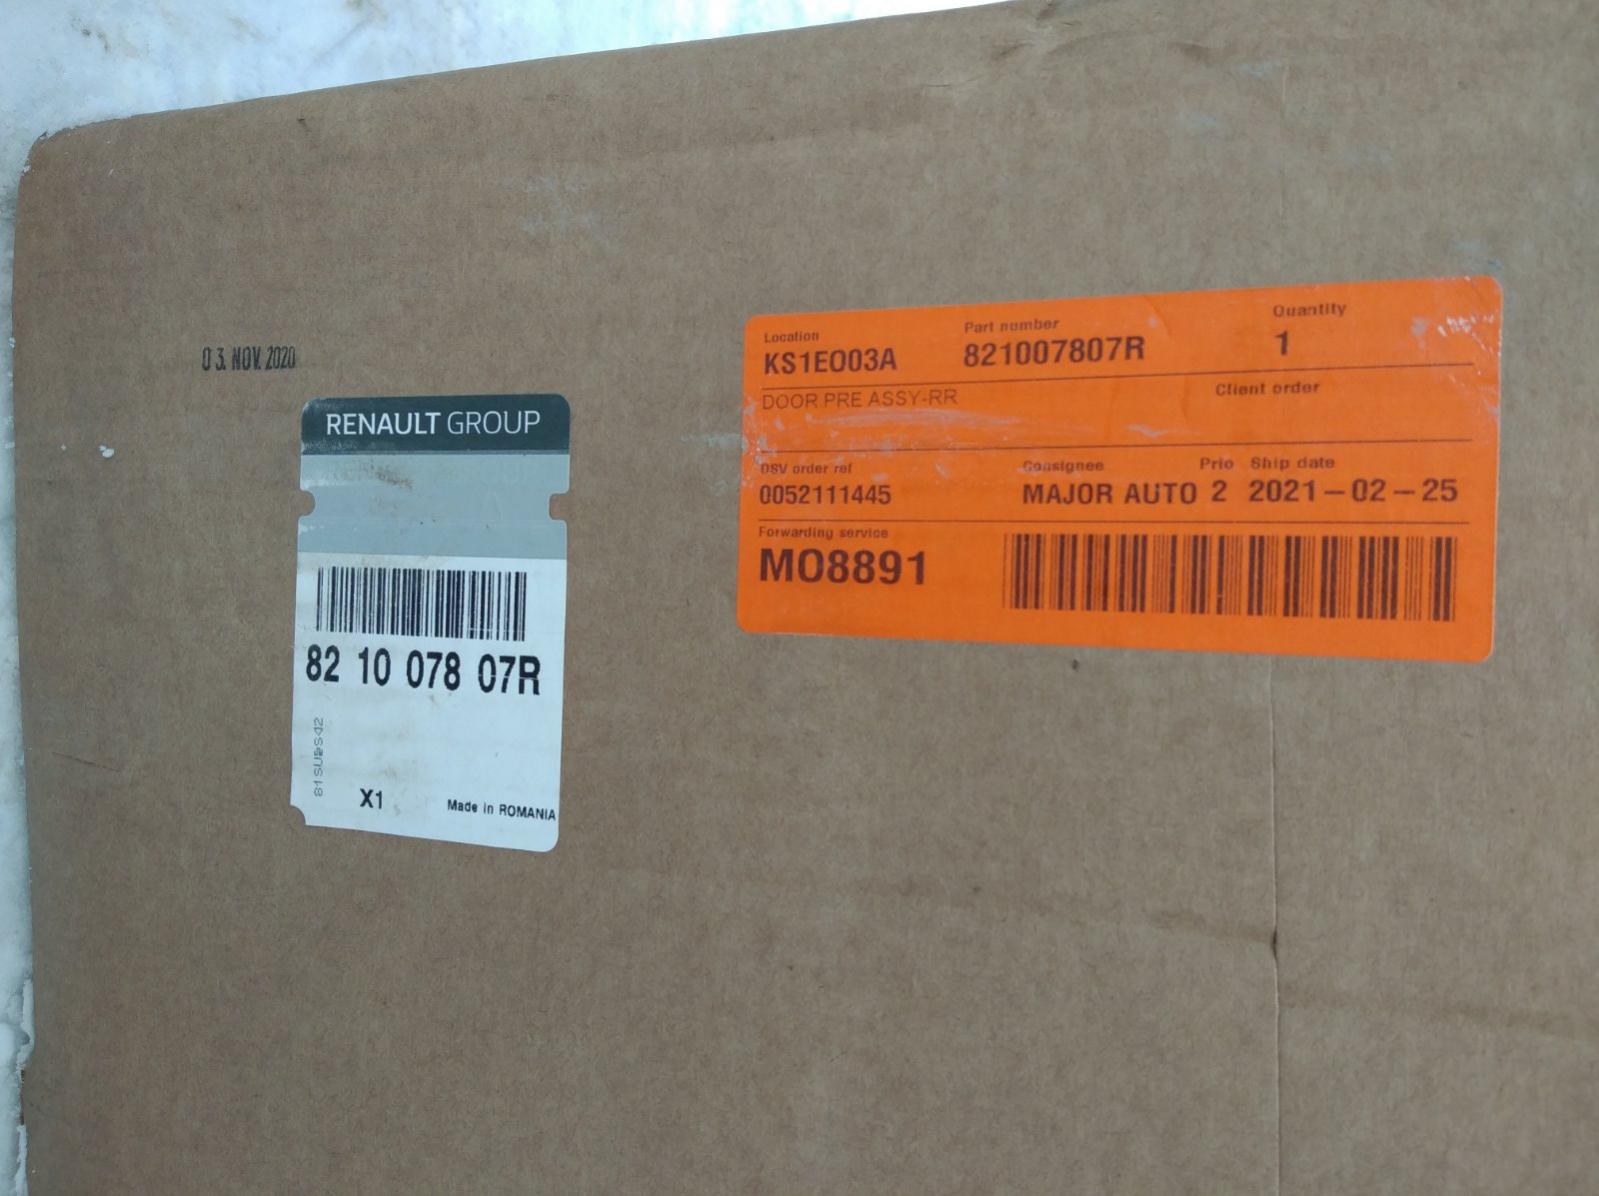 03. NOV. 2020
RENAULT GROUP
82 10 078 07R
X1
Made in ROMANIA
Location
KS1EO03A
Part number
821007807R
Quantity
1
DOOR PRE ASSY-RR
Client order
DSV order ref
0052111445
Consignee
MAJOR AUTO
Prio
2
Ship date
2021-02-25
Forwarding service
MO8891